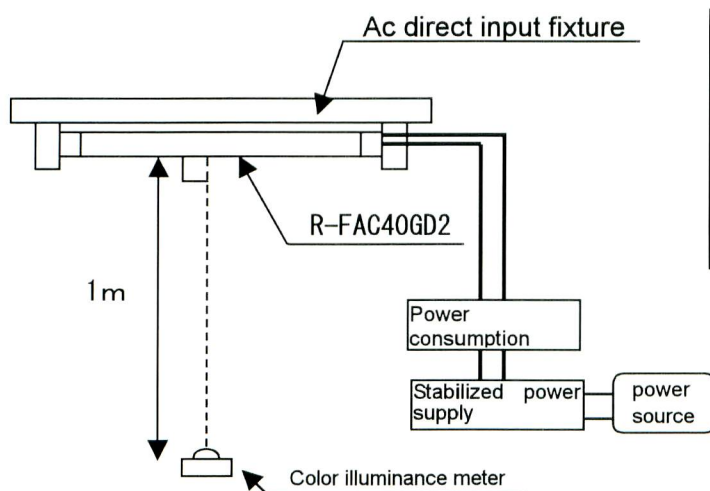 Ac direct input fixture
R-FAC40GD2
1m
Power
consumption
Stabilized power
supply
power
source
Color illuminance meter